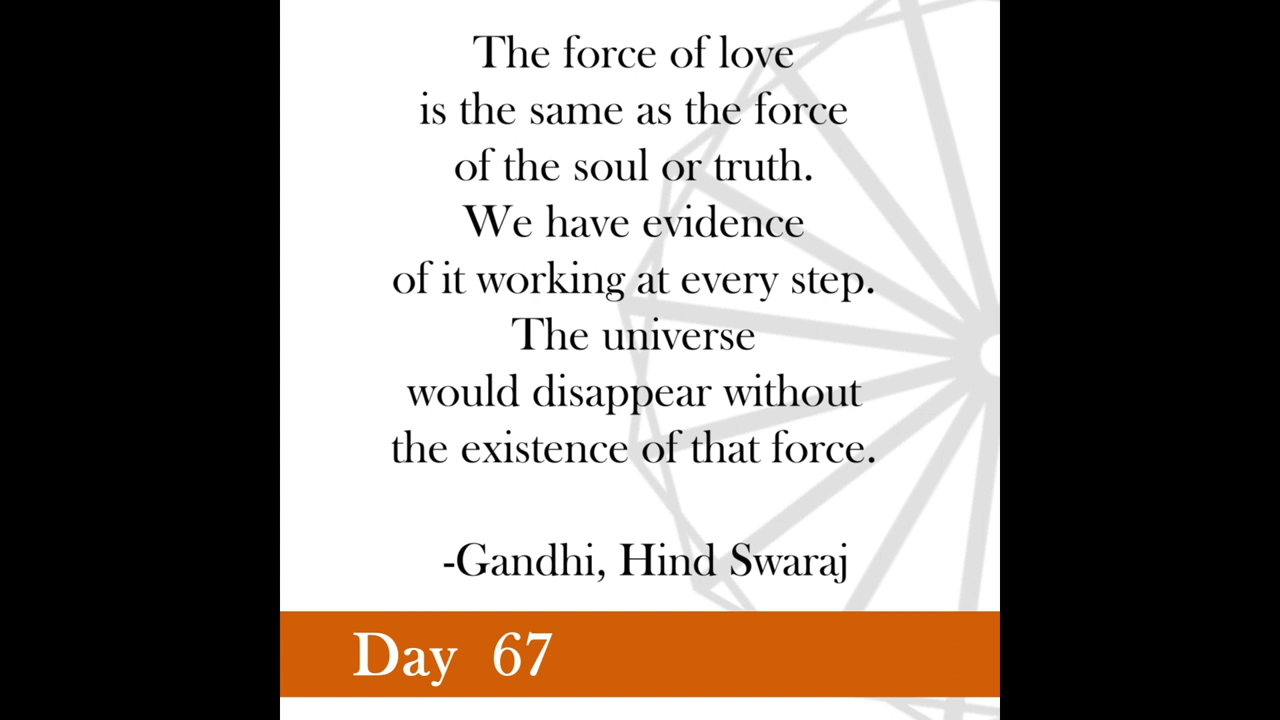 The force of love
is the same as the force
of the soul or truth.
We have evidence
of it working at every step.
The universe
would disappear without
the existence of that force.
-Gandhi, Hind Swaraj
Day 67